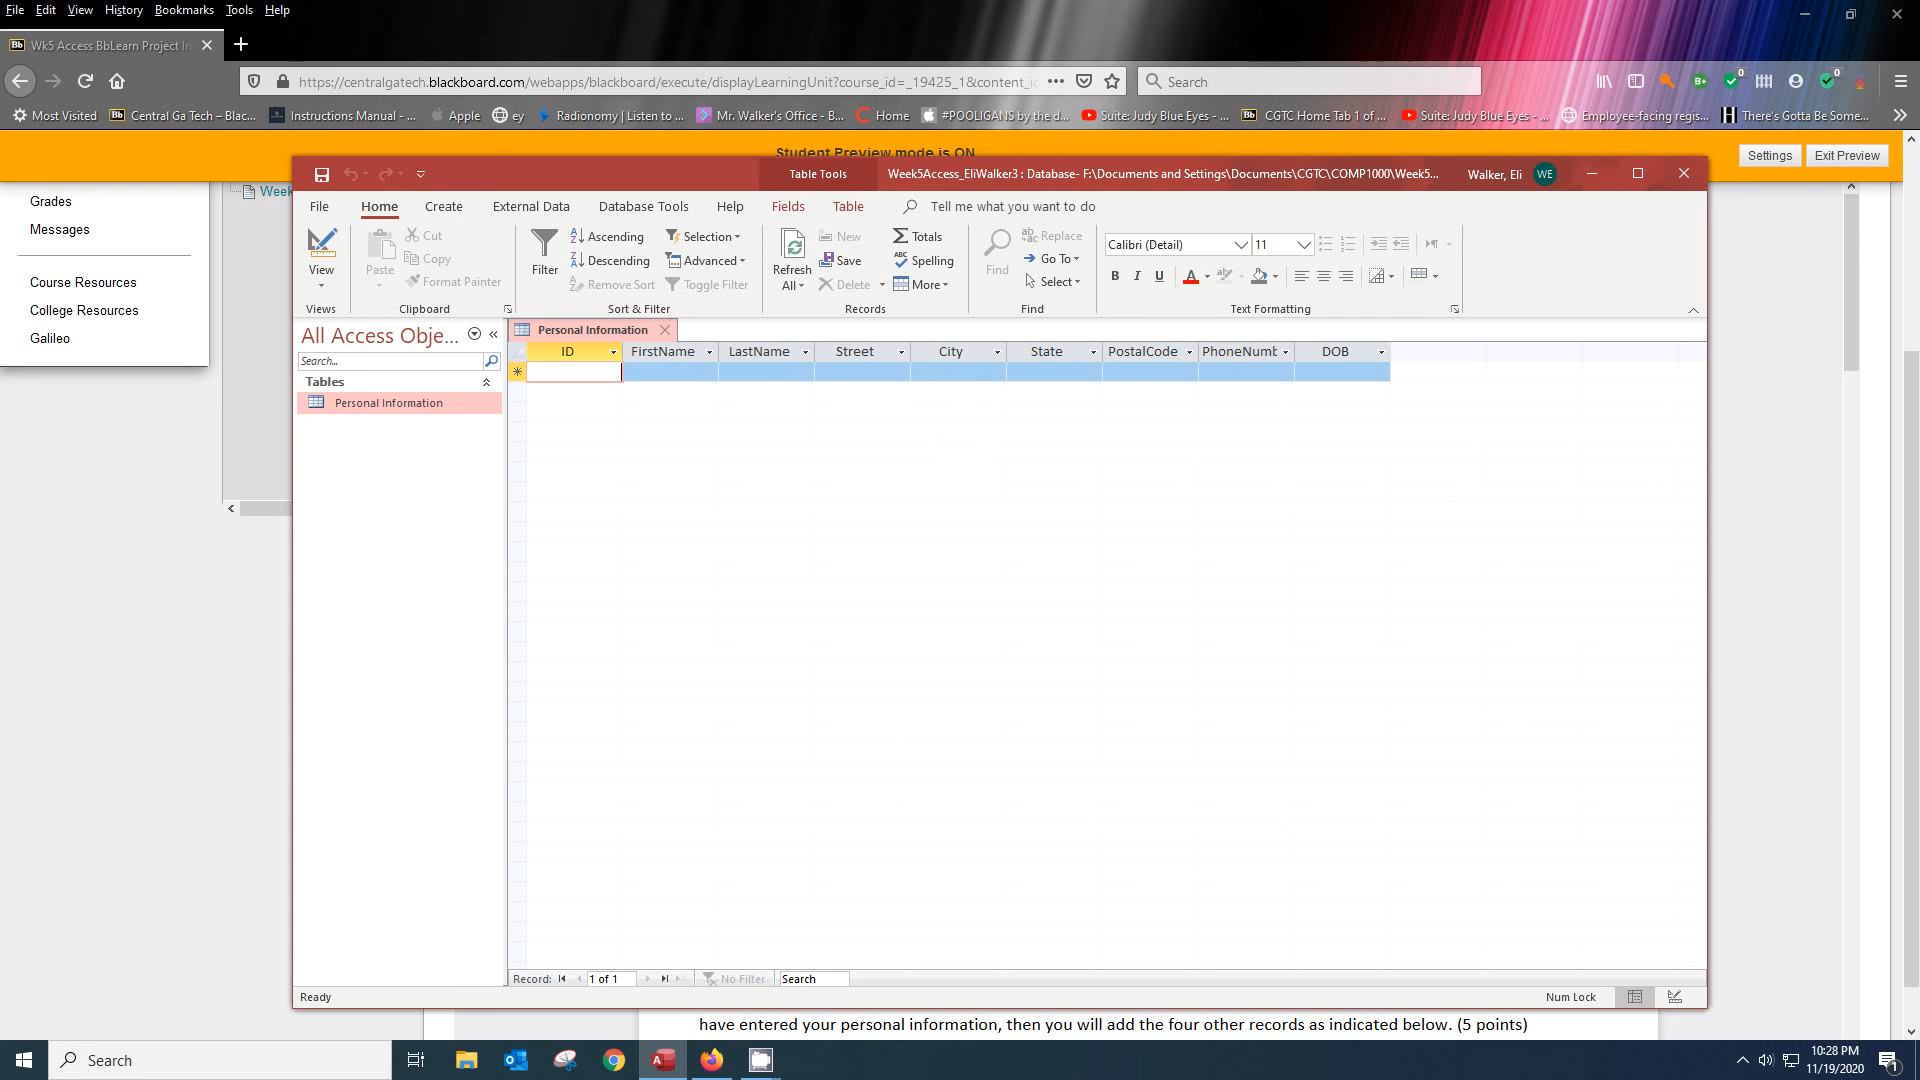 File Edit View History Bookmarks Tools Help
Wk5 Access BbLearn Project In
https://centralgatech.blackboard.com/webapps/blackboard/execute/displayLearningUnit?course_id=_19425_1&content_i
Search
Most Visited Central Ga Tech – Blac... Instructions Manual - ... Apple ey Radionomy | Listen to ... Mr. Walker's Office - B... Home #POOLIGANS by the d... Suite: Judy Blue Eyes - ... CGTC Home Tab 1 of ... Suite: Judy Blue Eyes - ... Employee-facing regis... There's Gotta Be Some...
Student Preview mode is ON
Settings Exit Preview
Week
Grades
Messages
Course Resources
College Resources
Galileo
Table Tools Week5Access_EliWalker3 : Database- F:\Documents and Settings\Documents\CGTC\COMP1000\Week5... Walker, Eli WE
File Home Create External Data Database Tools Help Fields Table Tell me what you want to do
View
Views
Paste
Cut
Copy
Format Painter
Clipboard
Filter
Ascending
Descending
Remove Sort
Selection
Advanced
Toggle Filter
Sort & Filter
Refresh
All
New
Save
Delete
Totals
Spelling
More
Records
Find
Replace
Go To
Select
Find
Calibri (Detail) 11
B I U A
Text Formatting
All Access Obje...
Search...
Tables
Personal Information
Personal Information
ID FirstName LastName Street City State PostalCode PhoneNumb DOB
Record: 1 of 1 No Filter Search
Ready
Num Lock
have entered your personal information, then you will add the four other records as indicated below. (5 points)
Search
10:28 PM
11/19/2020